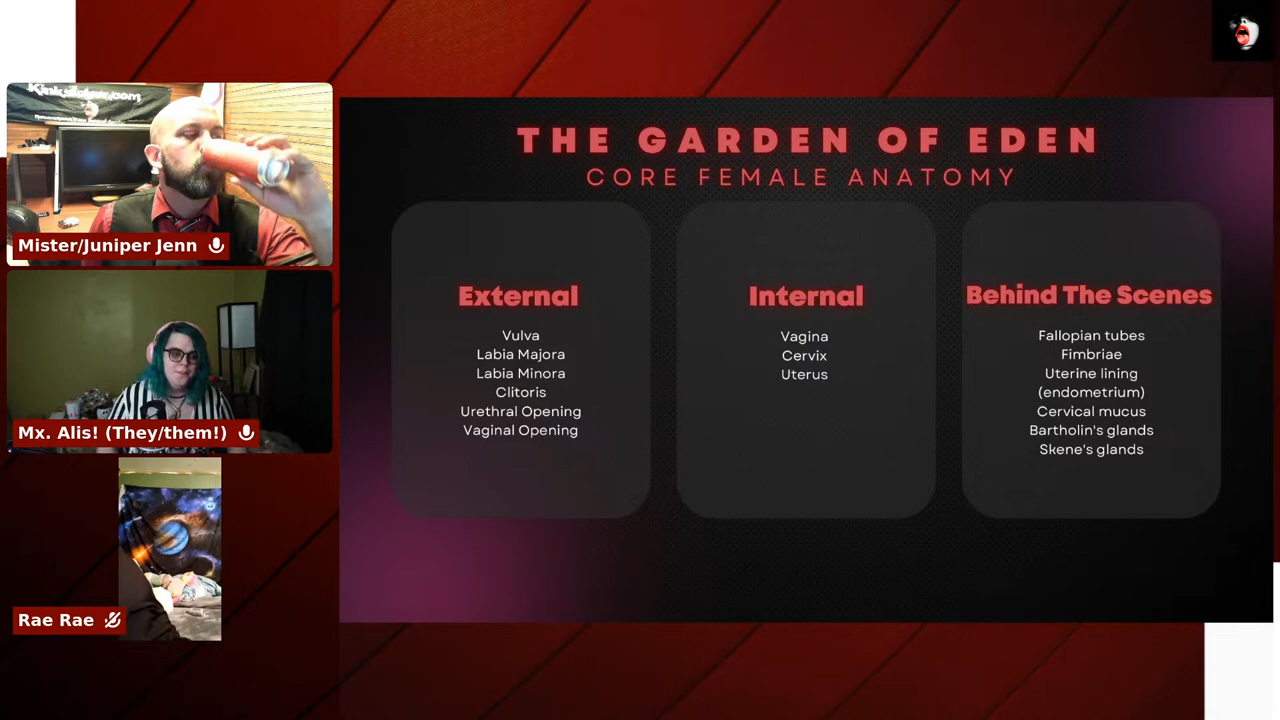 Mister/Juniper Jenn
Mx. Alis! (They/them!)
Rae Rae
THE GARDEN OF EDEN
CORE FEMALE ANATOMY
External
Vulva
Labia Majora
Labia Minora
Clitoris
Urethral Opening
Vaginal Opening
Internal
Vagina
Cervix
Uterus
Behind The Scenes
Fallopian tubes
Fimbriae
Uterine lining
(endometrium)
Cervical mucus
Bartholin's glands
Skene's glands